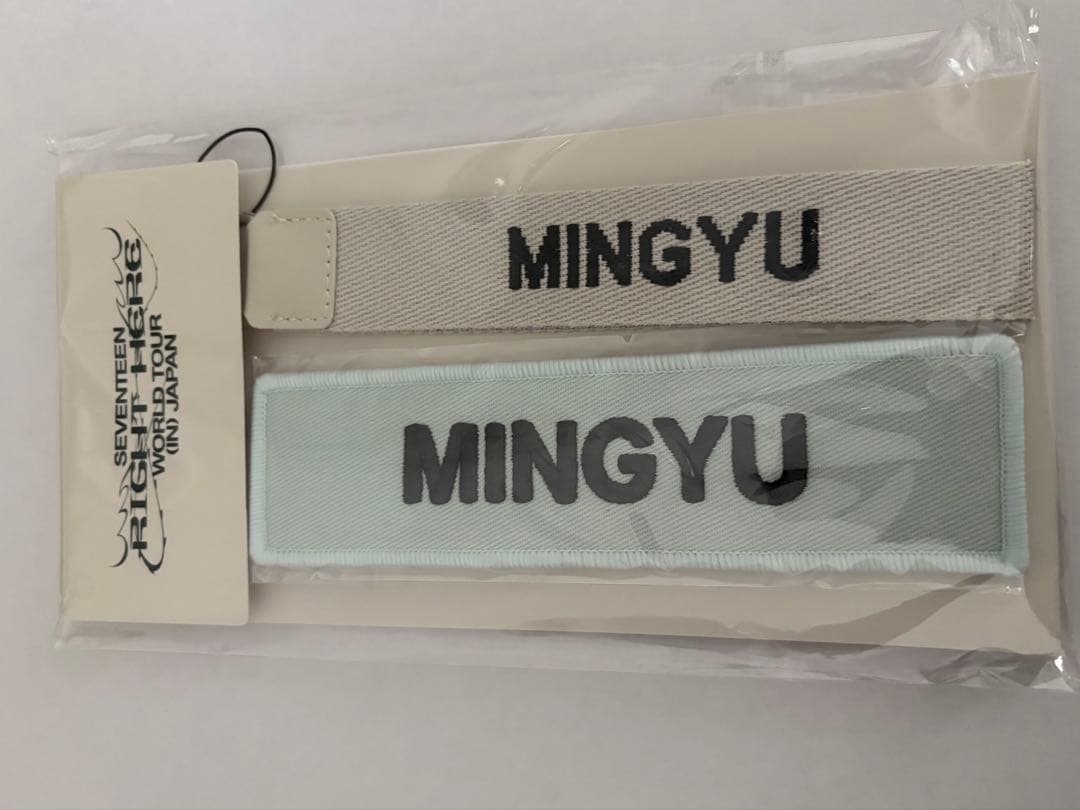 SEVENTEEN
RIGHT HERE
WORLD TOUR
(IN) JAPAN
MINGYU
MINGYU